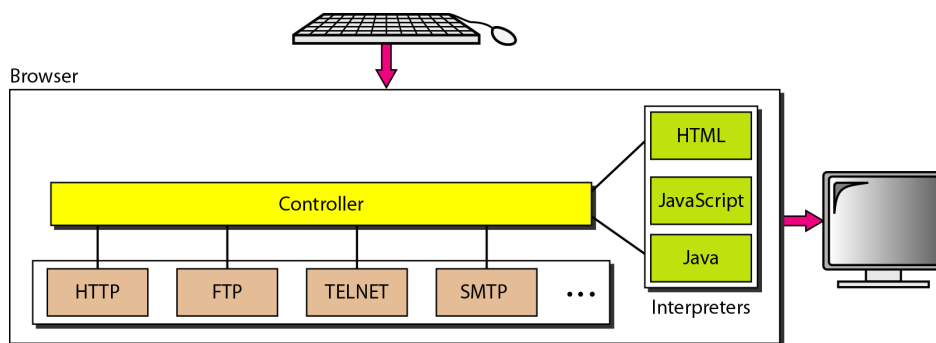 Browser
HTML
JavaScript
Controller
Java
HTTP
FTP
TELNET
SMTP
...
Interpreters